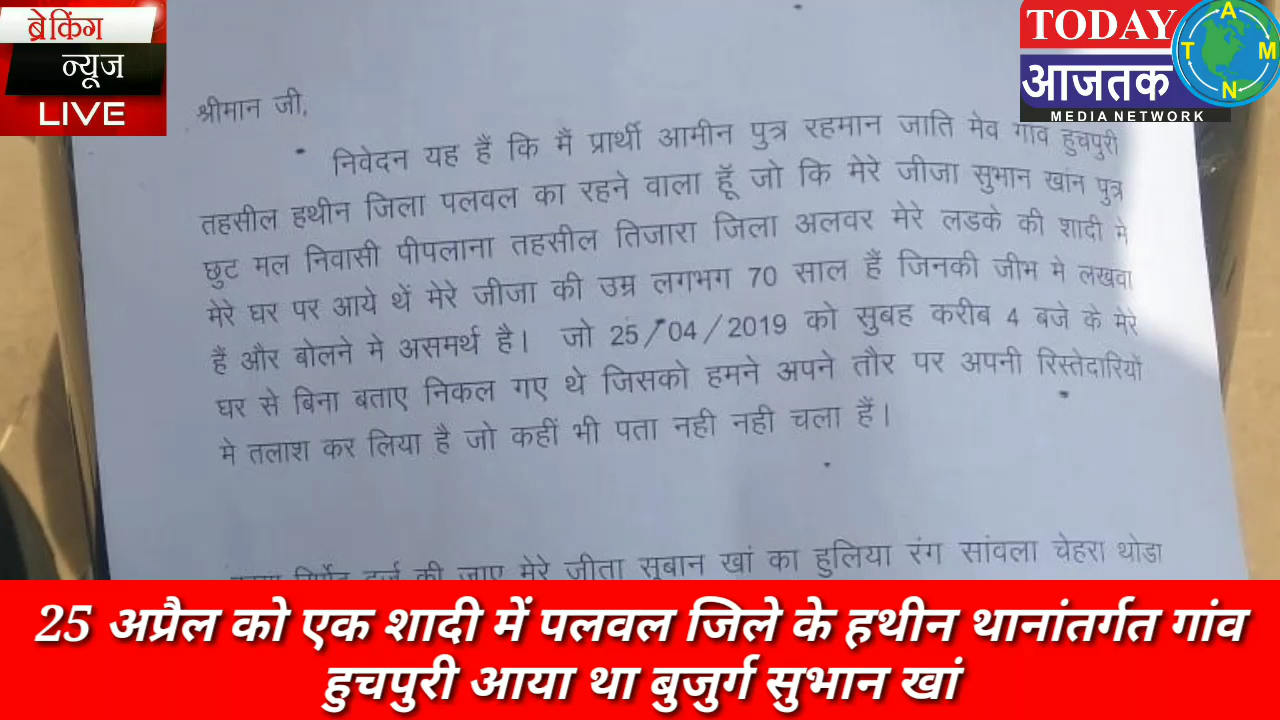 ब्रेकिंग
न्यूज
LIVE
TODAY
आजतक
MEDIA NETWORK
A
T M
N
श्रीमान जी,
निवेदन यह हैं कि मैं प्रार्थी आमीन पुत्र रहमान जाति मेव गांव हुचपुरी
तहसील हथीन जिला पलवल का रहने वाला हूँ जो कि मेरे जीजा सुभान खांन पुत्र
छुट मल निवासी पीपलाना तहसील तिजारा जिला अलवर मेरे लडके की शादी मे
मेरे घर पर आये थें मेरे जीजा की उम्र लगभग 70 साल हैं जिनकी जीभ मे लखवा
हैं और बोलने मे असमर्थ है। जो 25/04/2019 को सुबह करीब 4 बजे के मेरे
घर से बिना बताए निकल गए थे जिसको हमने अपने तौर पर अपनी रिस्तेदारियों
मे तलाश कर लिया है जो कहीं भी पता नही नही चला हैं।
दर्ज की जाए मेरे जीता सूबान खां का हुलिया रंग सांवला चेहरा थोडा
25 अप्रैल को एक शादी में पलवल जिले के हथीन थानांतर्गत गांव
हुचपुरी आया था बुजुर्ग सुभान खां